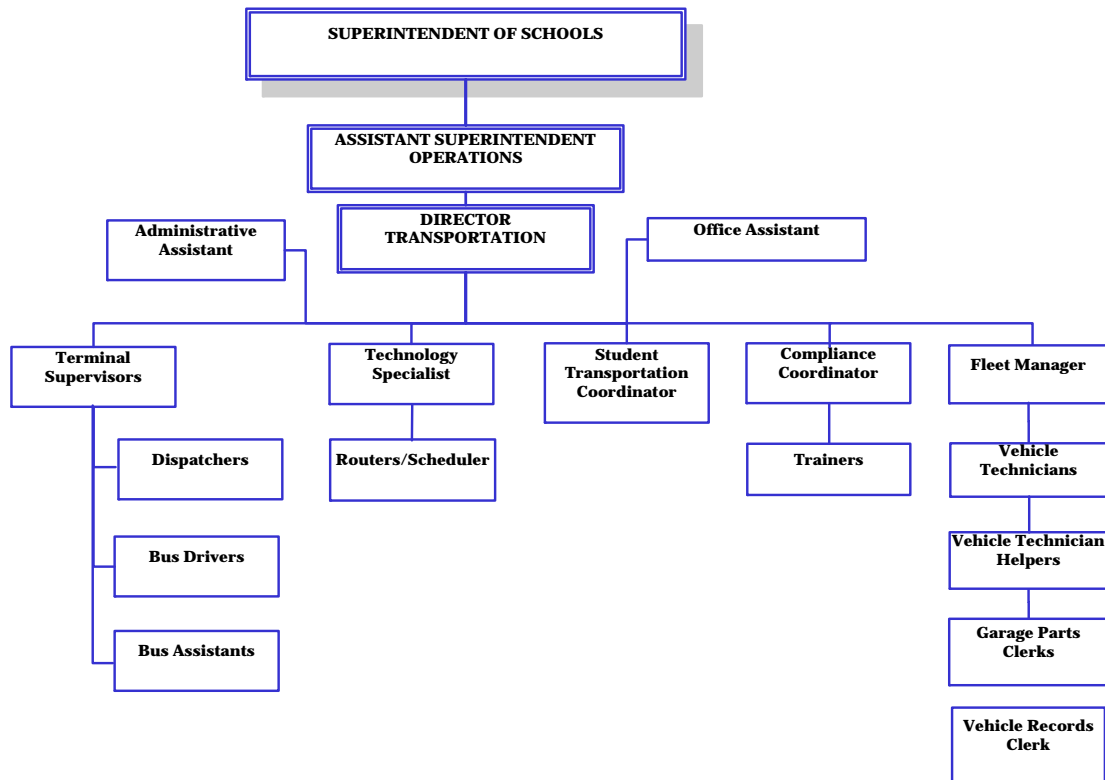 SUPERINTENDENT OF SCHOOLS
ASSISTANT SUPERINTENDENT
OPERATIONS
DIRECTOR
TRANSPORTATION
Administrative
Assistant
Office Assistant
Terminal
Supervisors
Technology
Specialist
Student
Transportation
Coordinator
Compliance
Coordinator
Fleet Manager
Dispatchers
Routers/Scheduler
Trainers
Vehicle
Technicians
Bus Drivers
Vehicle Technician
Helpers
Bus Assistants
Garage Parts
Clerks
Vehicle Records
Clerk